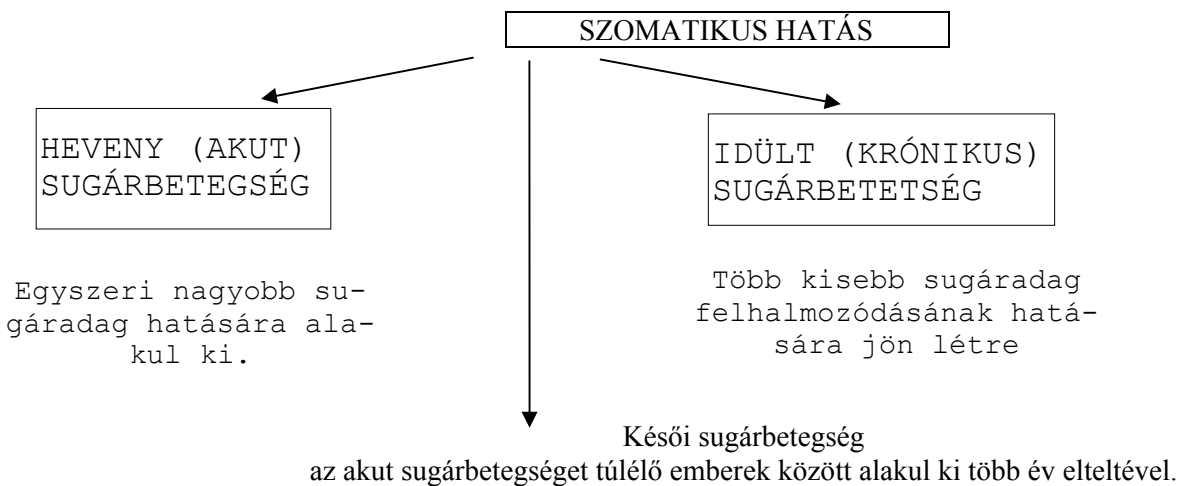 SZOMATIKUS HATÁS
HEVENY (AKUT)
SUGÁRBETEGSÉG
Egyszeri nagyobb su-
gáradag hatására ala-
kul ki.
IDÜLT (KRÓNIKUS)
SUGÁRBETETSÉG
Több kisebb sugáradag
felhalmozódásának hatá-
sára jön létre
Késői sugárbetegség
az akut sugárbetegséget túlélő emberek között alakul ki több év elteltével.